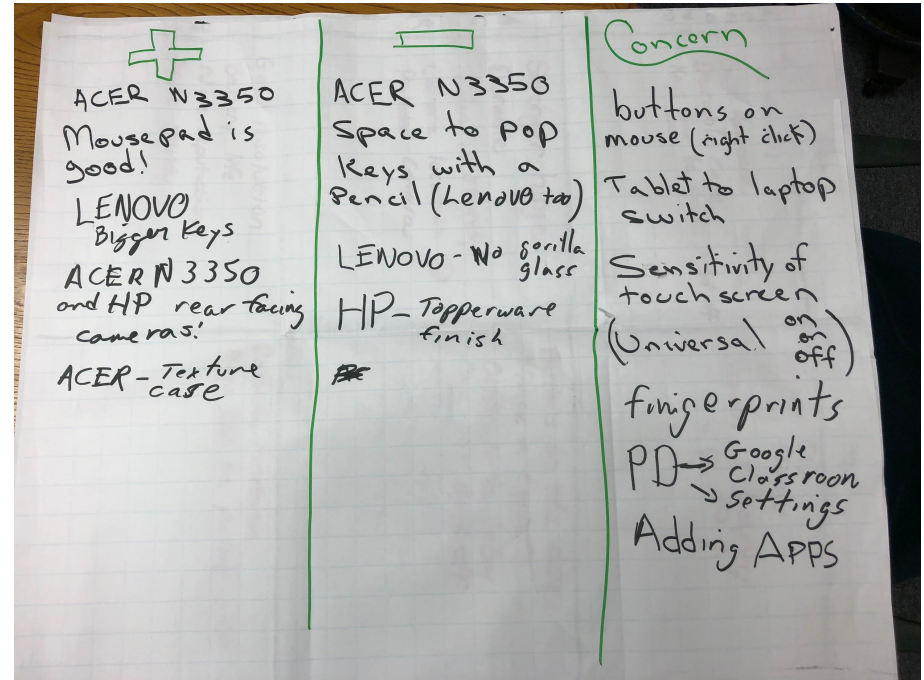 ACER N3350
Mousepad is
good!
LENOVO
Bigger Keys
ACER N3350
and HP rear facing
cameras!
ACER - Texture
case
ACER N3350
Space to pop
Keys with a
Pencil (Lenovo too)
LENOVO - No gorilla
glass
HP - Topperware
finish
Concern
buttons on
mouse (right click)
Tablet to laptop
switch
Sensitivity of
touch screen
(Universal on
or
off)
fingerprints
PD → Google
Classroon
→ Settings
Adding APPS